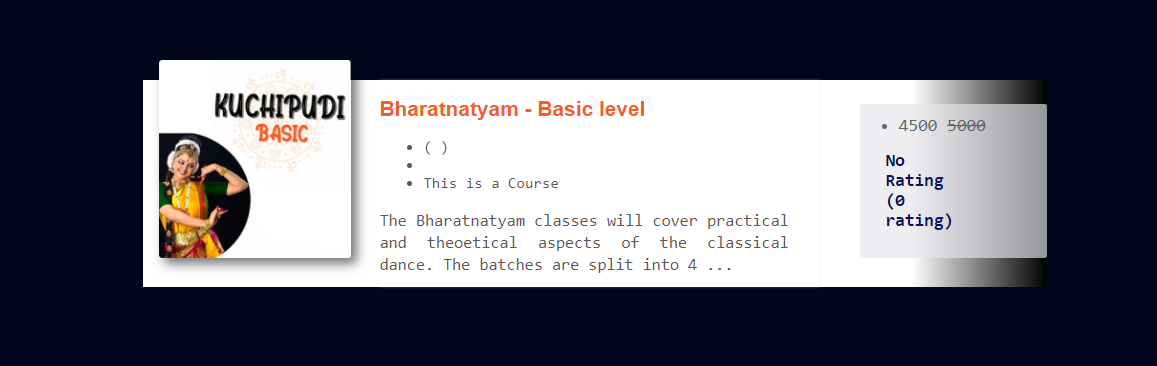 KUCHIPUDI
BASIC
Bharatnatyam - Basic level
( )
This is a Course
The Bharatnatyam classes will cover practical
and theoetical aspects of the classical
dance. The batches are split into 4 ...
4500 5000
No
Rating
(0
rating)